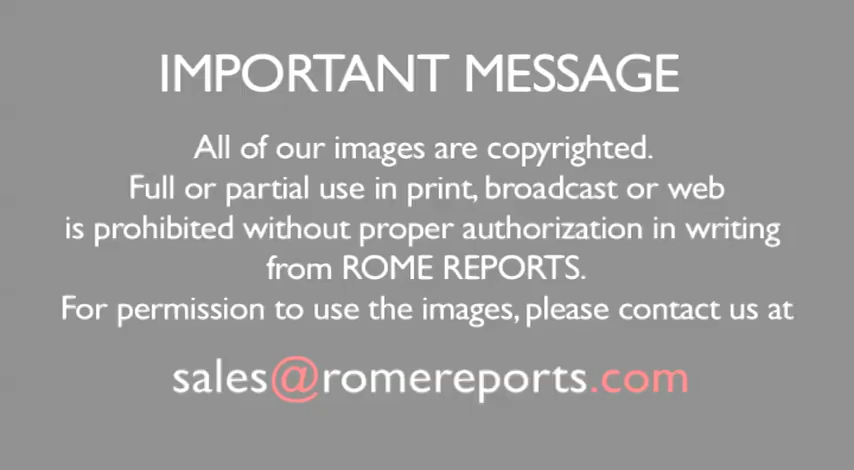 IMPORTANT MESSAGE
All of our images are copyrighted.
Full or partial use in print, broadcast or web
is prohibited without proper authorization in writing
from ROME REPORTS.
For permission to use the images, please contact us at
sales@romereports.com